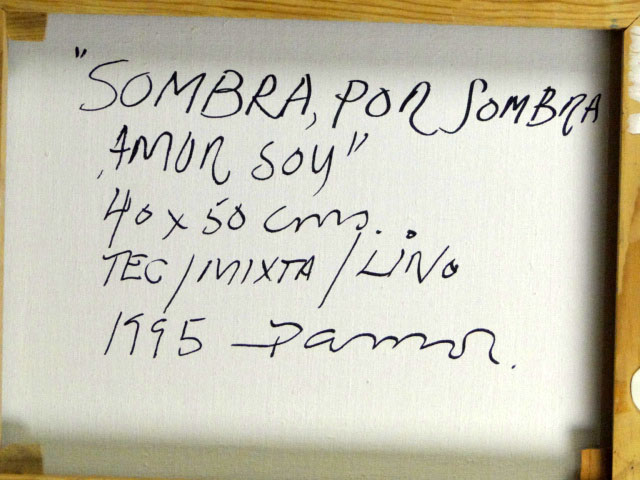 "SOMBRA, POR SOMBRA
AMOR SOY"
40 x 50 cms.
TEC/MIXTA/LINO
1995